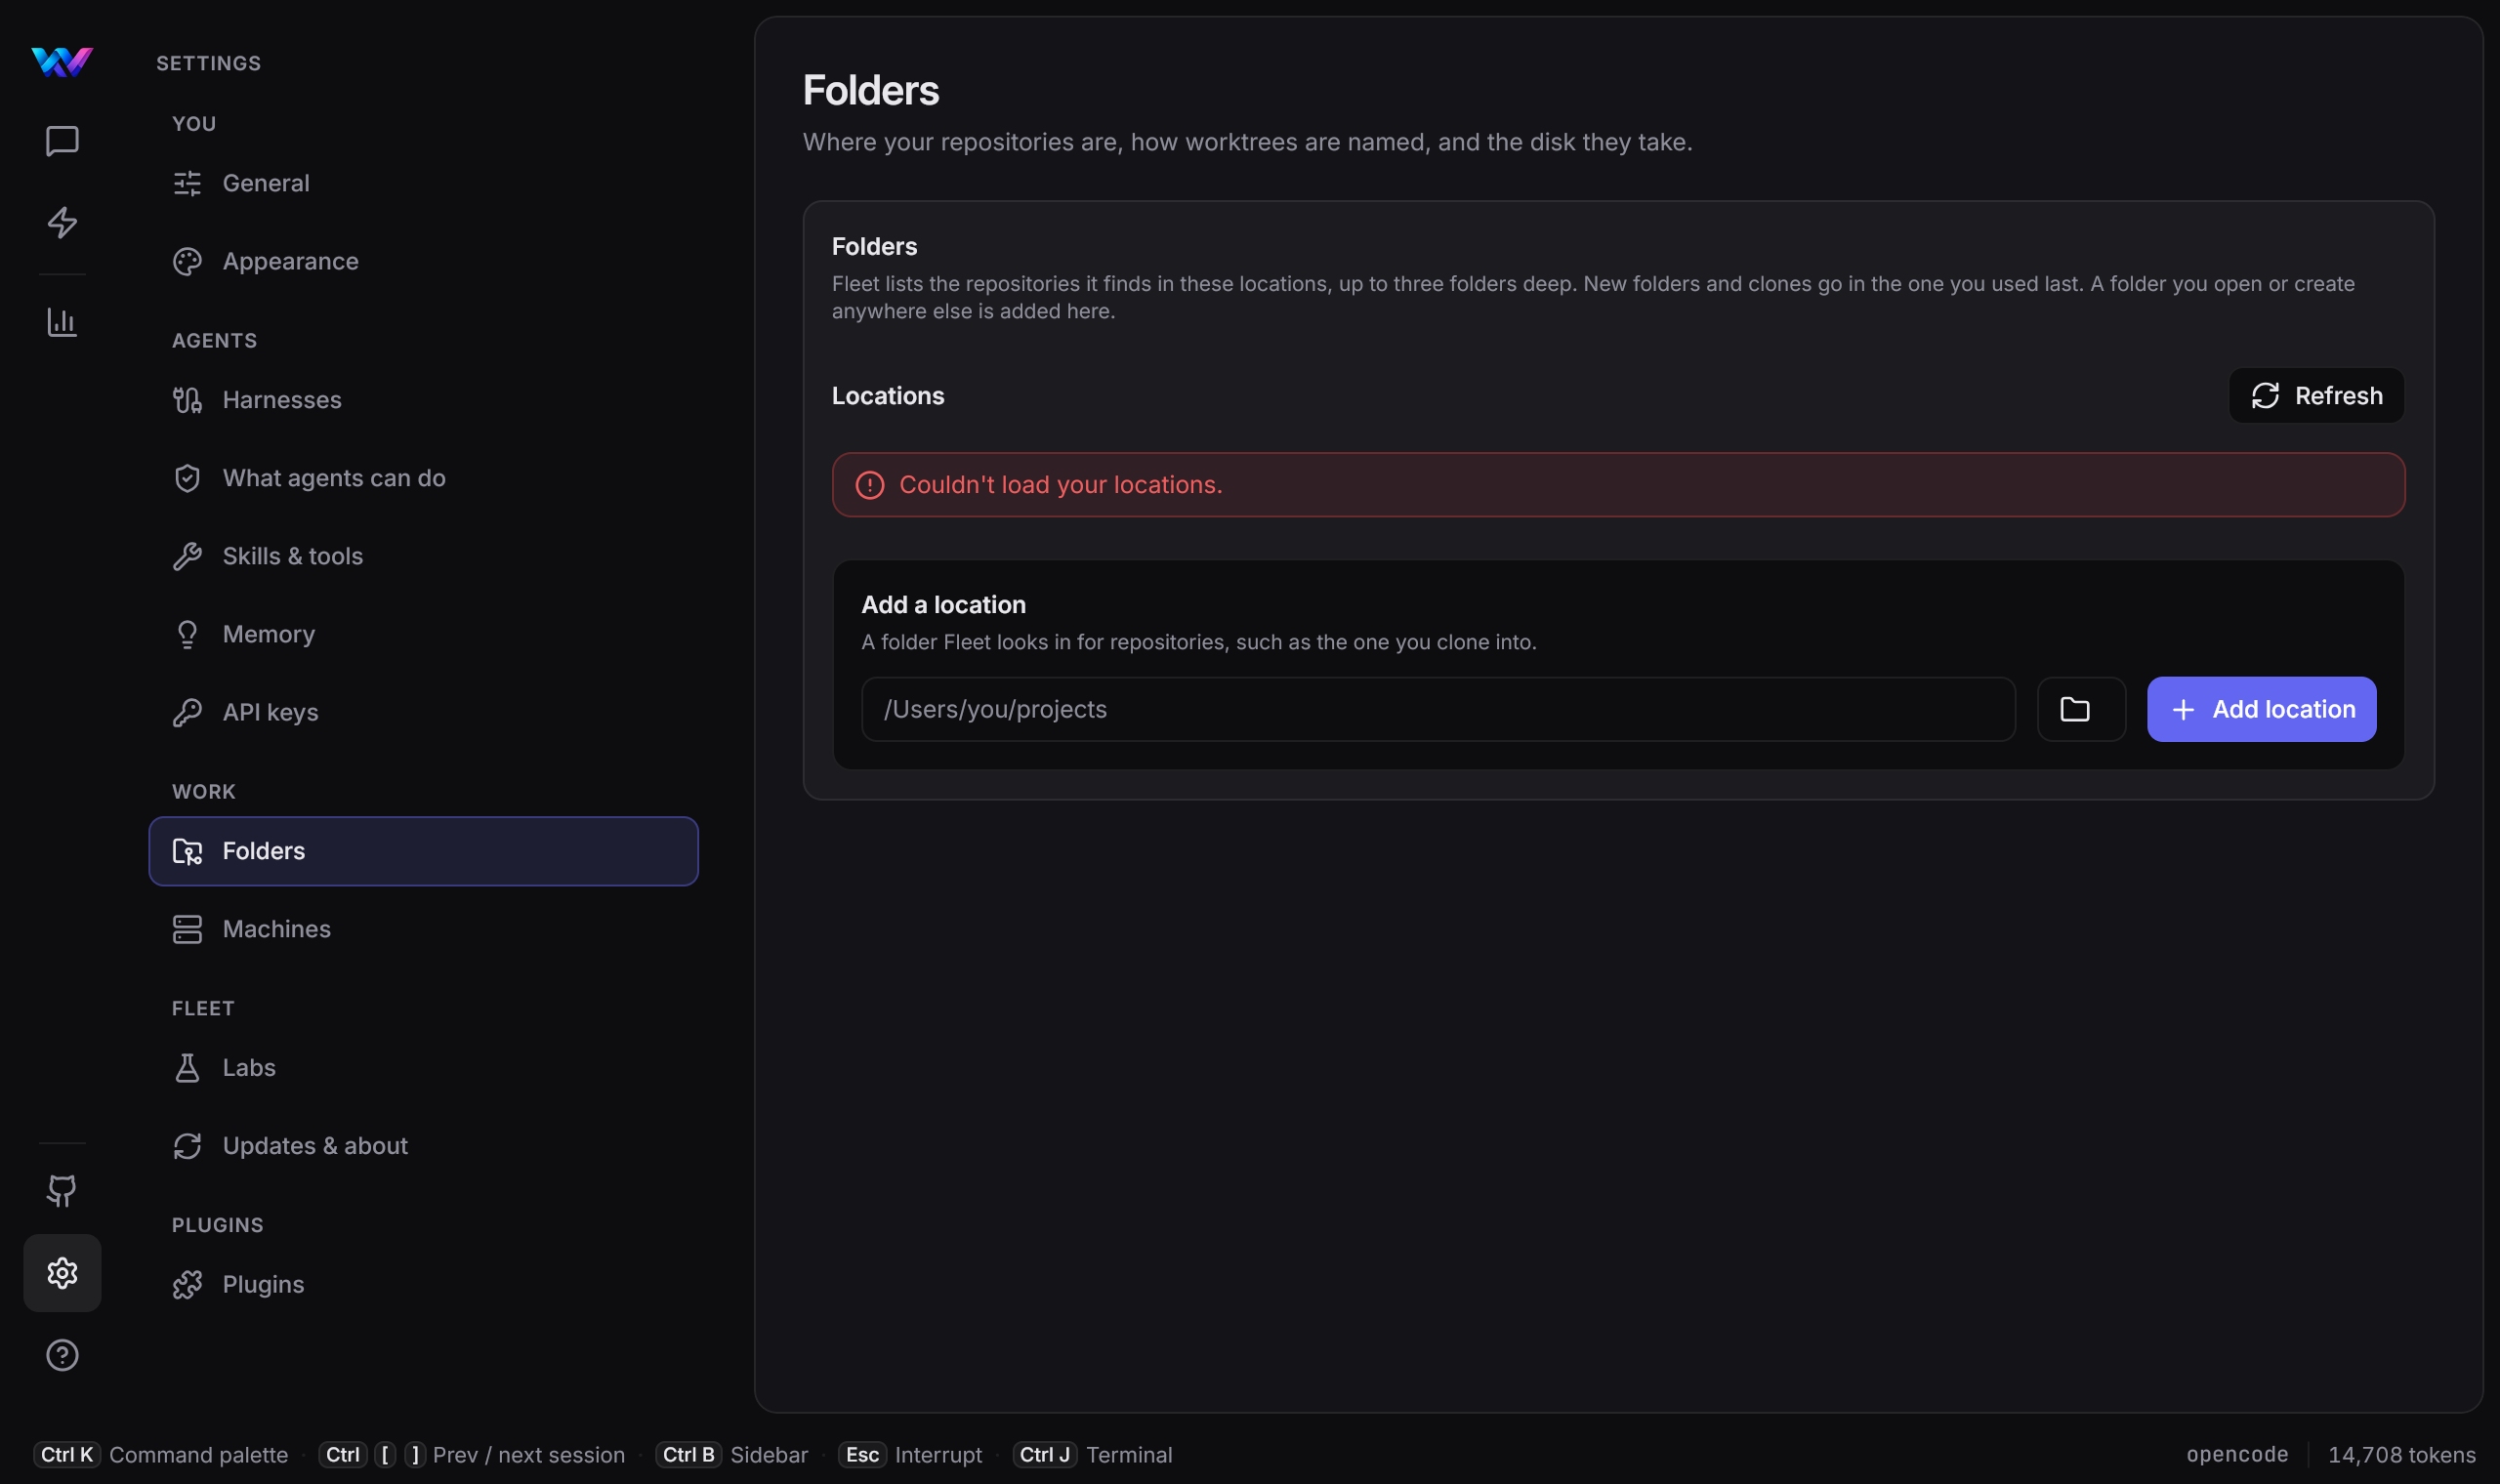 SETTINGS
YOU
General
Appearance
AGENTS
Harnesses
What agents can do
Skills & tools
Memory
API keys
WORK
Folders
Machines
FLEET
Labs
Updates & about
PLUGINS
Plugins
Folders
Where your repositories are, how worktrees are named, and the disk they take.
Folders
Fleet lists the repositories it finds in these locations, up to three folders deep. New folders and clones go in the one you used last. A folder you open or create
anywhere else is added here.
Locations
Refresh
Couldn't load your locations.
Add a location
A folder Fleet looks in for repositories, such as the one you clone into.
/Users/you/projects
Add location
Ctrl K Command palette · Ctrl [ ] Prev / next session · Ctrl B Sidebar · Esc Interrupt · Ctrl J Terminal
opencode 14,708 tokens